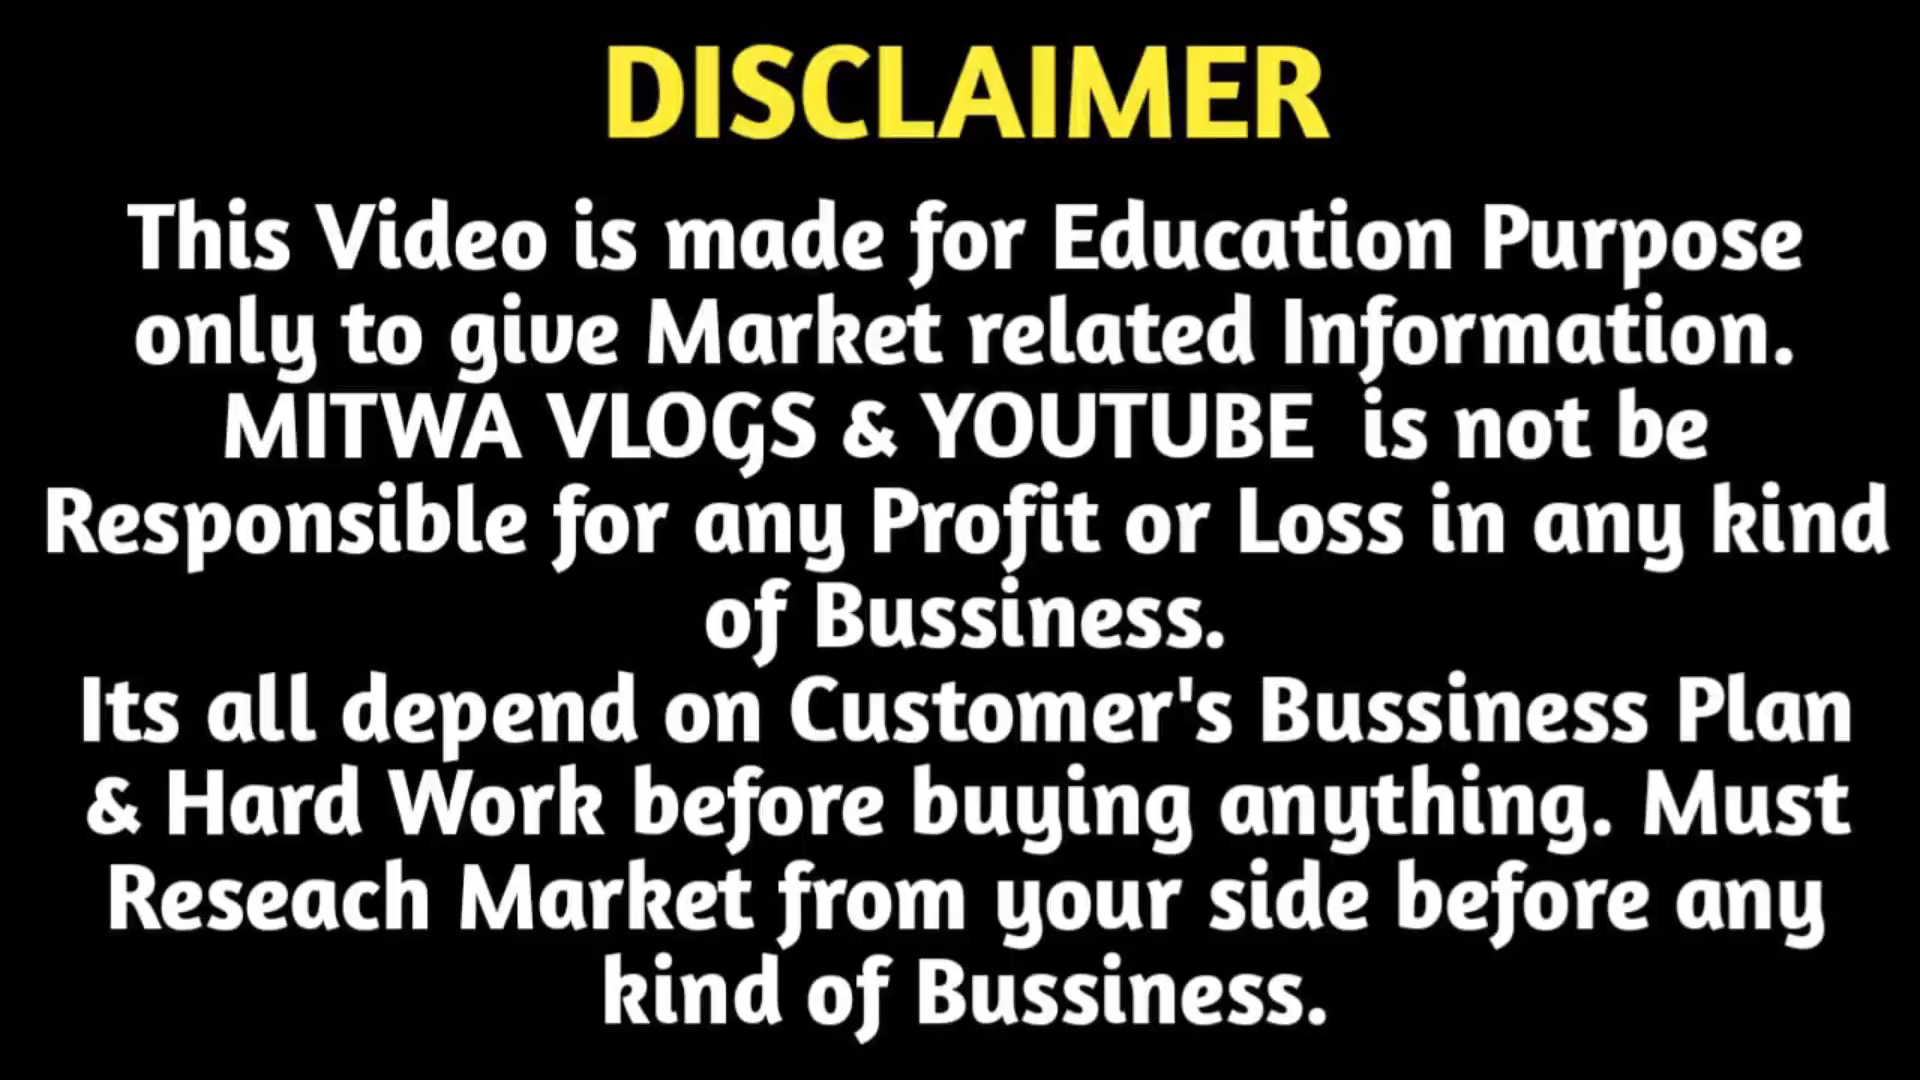 DISCLAIMER
This Video is made for Education Purpose
only to give Market related Information.
MITWA VLOGS & YOUTUBE is not be
Responsible for any Profit or Loss in any kind
of Bussiness.
Its all depend on Customer's Bussiness Plan
& Hard Work before buying anything. Must
Reseach Market from your side before any
kind of Bussiness.